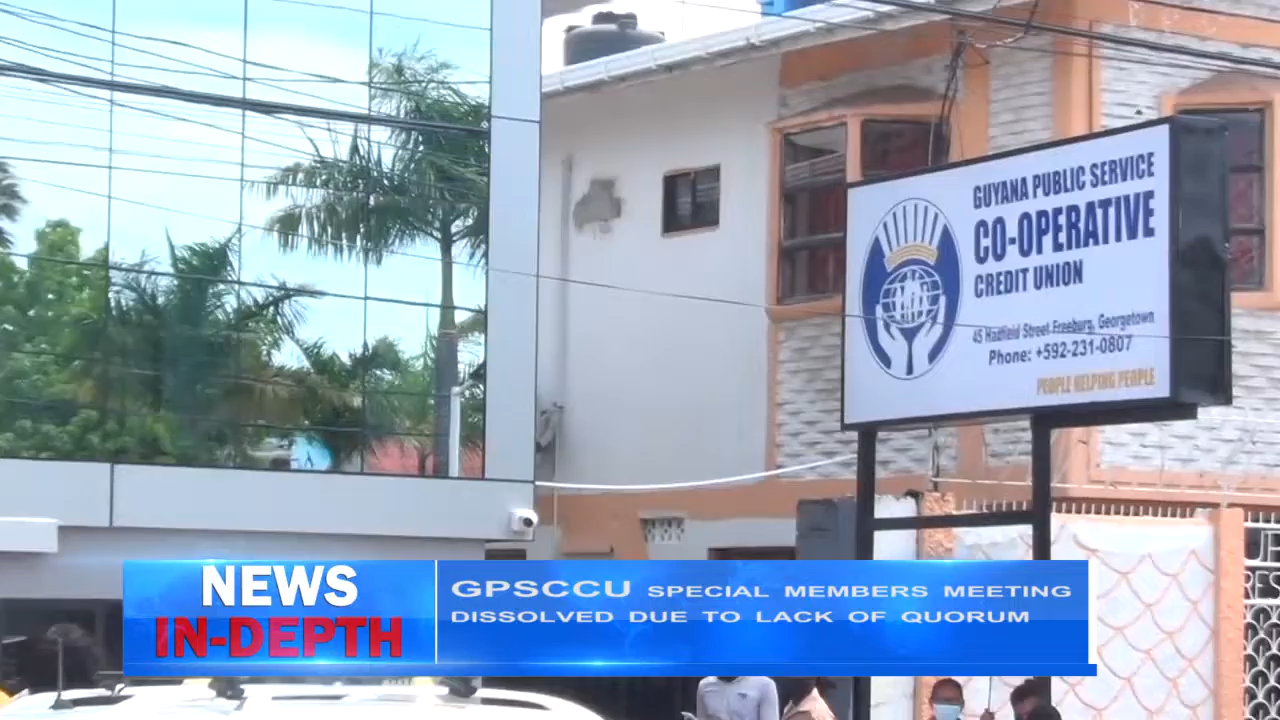 GUYANA PUBLIC SERVICE
CO-OPERATIVE
CREDIT UNION
45 Hadfield Street Freeburg, Georgetown
Phone: +592-231-0807
PEOPLE HELPING PEOPLE
NEWS
IN-DEPTH
GPSCCU SPECIAL MEMBERS MEETING
DISSOLVED DUE TO LACK OF QUORUM